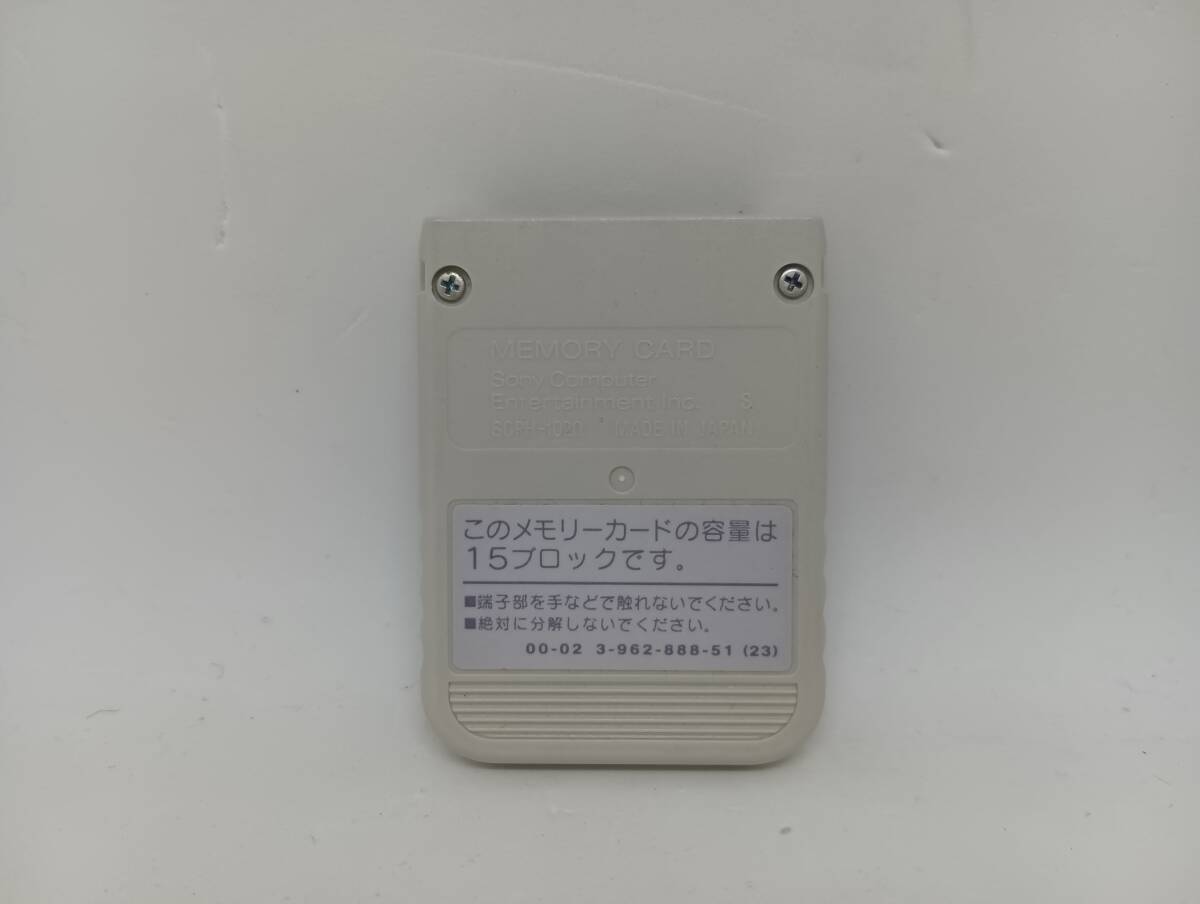 MEMORY CARD
Sony Computer
Entertainment Inc. S
SCPH-1020 MADE IN JAPAN
このメモリーカードの容量は
15ブロックです。
■端子部を手などで触れないでください。
■絶対に分解しないでください。
00-02 3-962-888-51 (23)